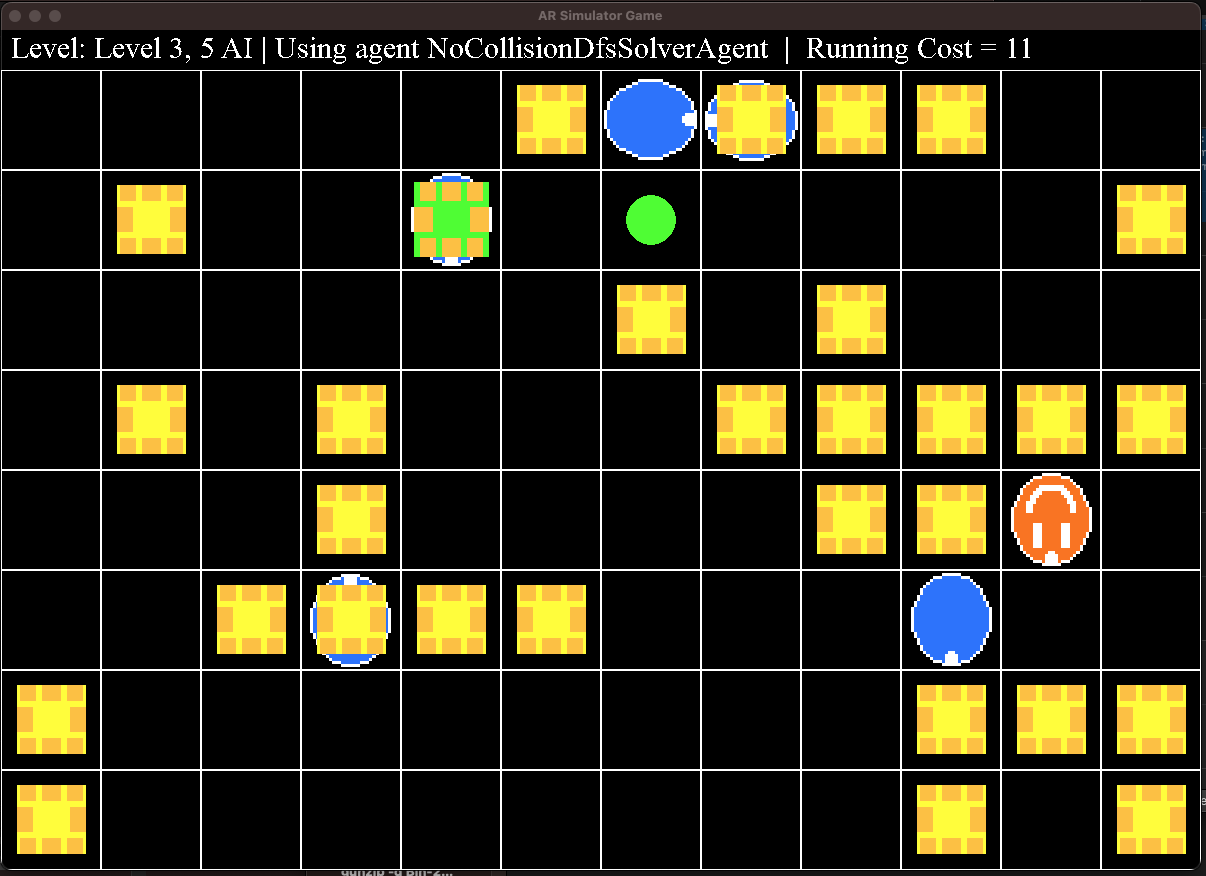 AR Simulator Game
Level: Level 3, 5 AI | Using agent NoCollisionDfsSolverAgent | Running Cost = 11